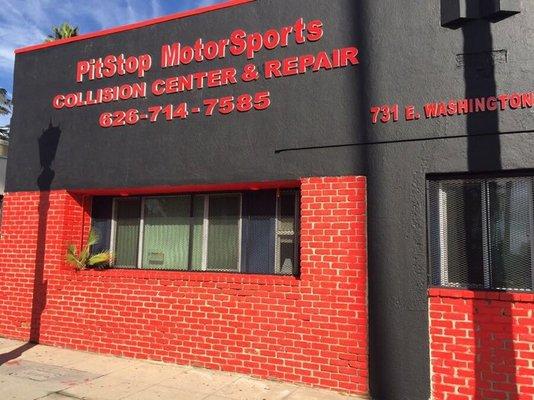 PitStop MotorSports
COLLISION CENTER & REPAIR
626-714-7585
731 E. WASHINGTON